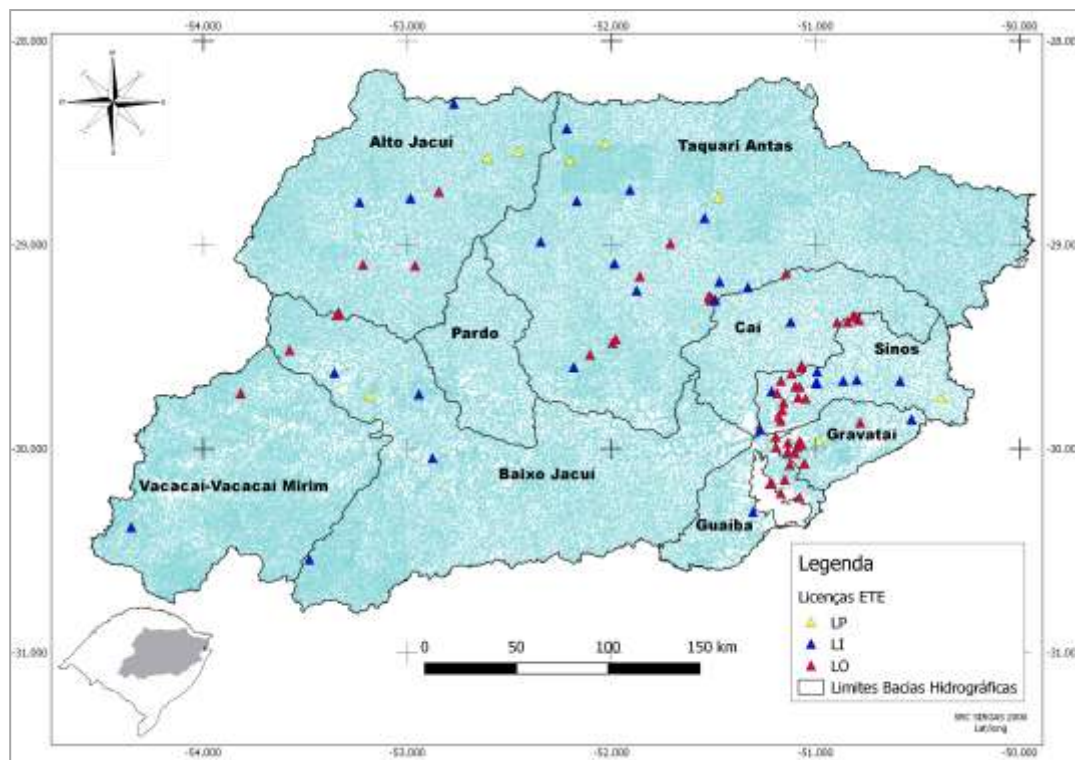 -54.000 -53.000 -52.000 -51.000 -50.000
-28.000 -28.000
Alto Jacuí
Taquari Antas
-29.000 -29.000
Pardo
Caí
Sinos
-30.000 -30.000
Gravataí
Baixo Jacuí
Vacacaí-Vacacaí Mirim
Guaíba
Legenda
Licenças ETE
LP
LI
LO
Limites Bacias Hidrográficas
0 50 100 150 km
-31.000 -31.000
Lat/long
-54.000 -53.000 -52.000 -51.000 -50.000